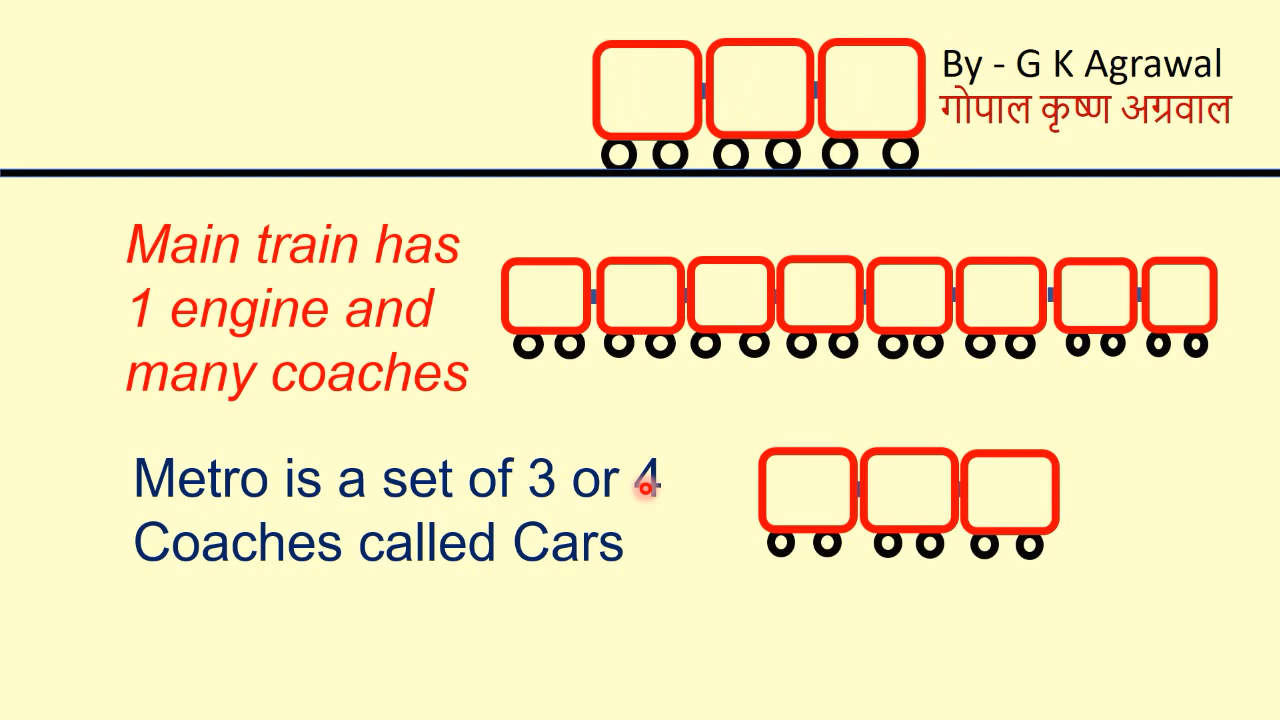 By - G K Agrawal
गोपाल कृष्ण अग्रवाल
Main train has
1 engine and
many coaches
Metro is a set of 3 or 4
Coaches called Cars